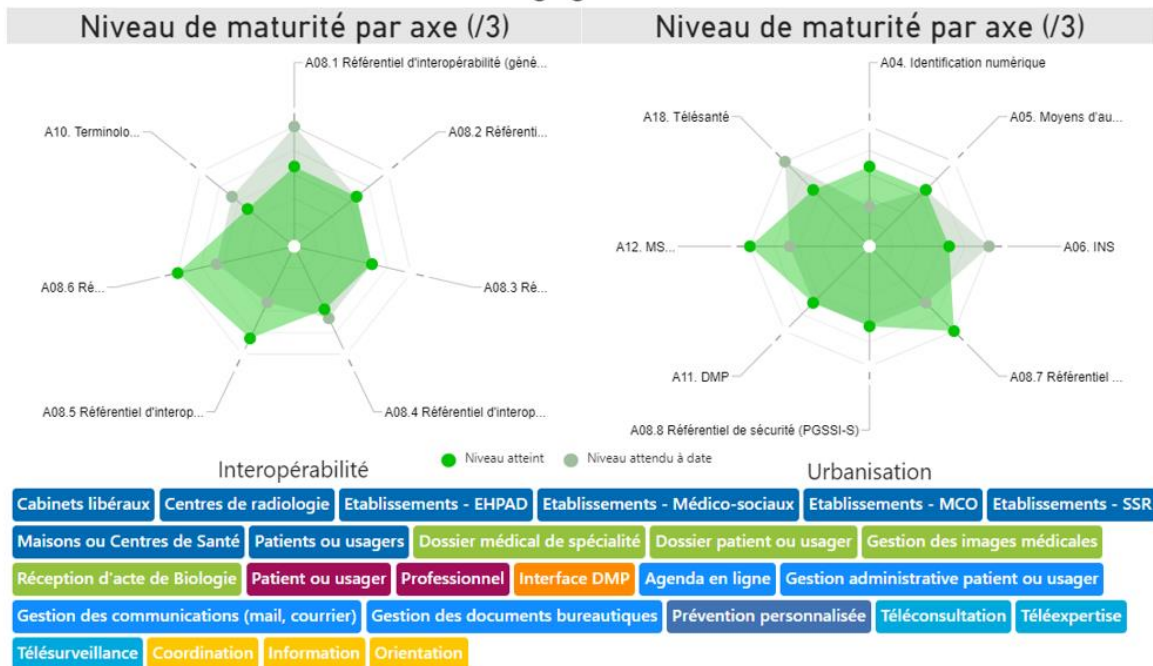 Niveau de maturité par axe (/3)
Niveau de maturité par axe (/3)
A08.1 Référentiel d'interopérabilité (géné...
A10. Terminolo...
A08.2 Référenti...
A08.6 Ré...
A08.3 Ré...
A08.5 Référentiel d'interop...
A08.4 Référentiel d'interop...
A04. Identification numérique
A18. Télésanté
A05. Moyens d'au...
A12. MS...
A06. INS
A11. DMP
A08.7 Référentiel ...
A08.8 Référentiel de sécurité (PGSSI-S)
Niveau atteint Niveau attendu à date
Interopérabilité
Urbanisation
Cabinets libéraux Centres de radiologie Etablissements - EHPAD Etablissements - Médico-sociaux Etablissements - MCO Etablissements - SSR
Maisons ou Centres de Santé Patients ou usagers Dossier médical de spécialité Dossier patient ou usager Gestion des images médicales
Réception d'acte de Biologie Patient ou usager Professionnel Interface DMP Agenda en ligne Gestion administrative patient ou usager
Gestion des communications (mail, courrier) Gestion des documents bureautiques Prévention personnalisée Téléconsultation Téléexpertise
Télésurveillance Coordination Information Orientation